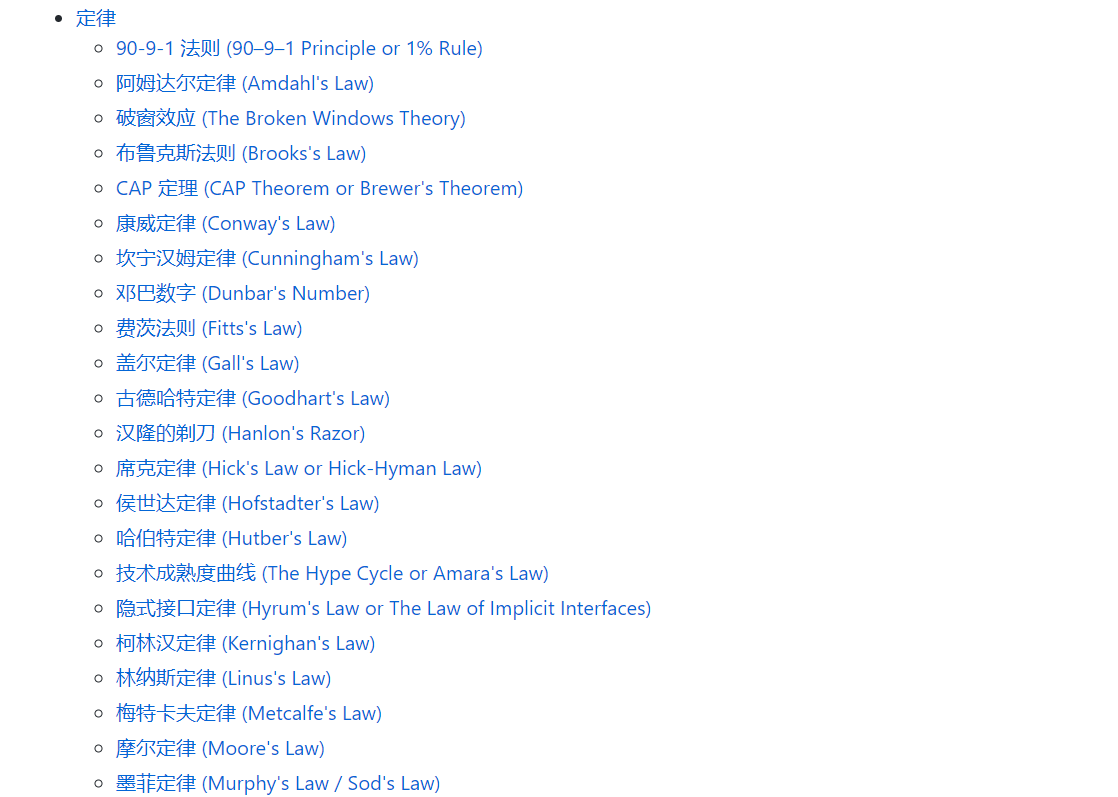 定律
90-9-1 法则 (90–9–1 Principle or 1% Rule)
阿姆达尔定律 (Amdahl's Law)
破窗效应 (The Broken Windows Theory)
布鲁克斯法则 (Brooks's Law)
CAP 定理 (CAP Theorem or Brewer's Theorem)
康威定律 (Conway's Law)
坎宁汉姆定律 (Cunningham's Law)
邓巴数字 (Dunbar's Number)
费茨法则 (Fitts's Law)
盖尔定律 (Gall's Law)
古德哈特定律 (Goodhart's Law)
汉隆的剃刀 (Hanlon's Razor)
席克定律 (Hick's Law or Hick-Hyman Law)
侯世达定律 (Hofstadter's Law)
哈伯特定律 (Hutber's Law)
技术成熟度曲线 (The Hype Cycle or Amara's Law)
隐式接口定律 (Hyrum's Law or The Law of Implicit Interfaces)
柯林汉定律 (Kernighan's Law)
林纳斯定律 (Linus's Law)
梅特卡夫定律 (Metcalfe's Law)
摩尔定律 (Moore's Law)
墨菲定律 (Murphy's Law / Sod's Law)